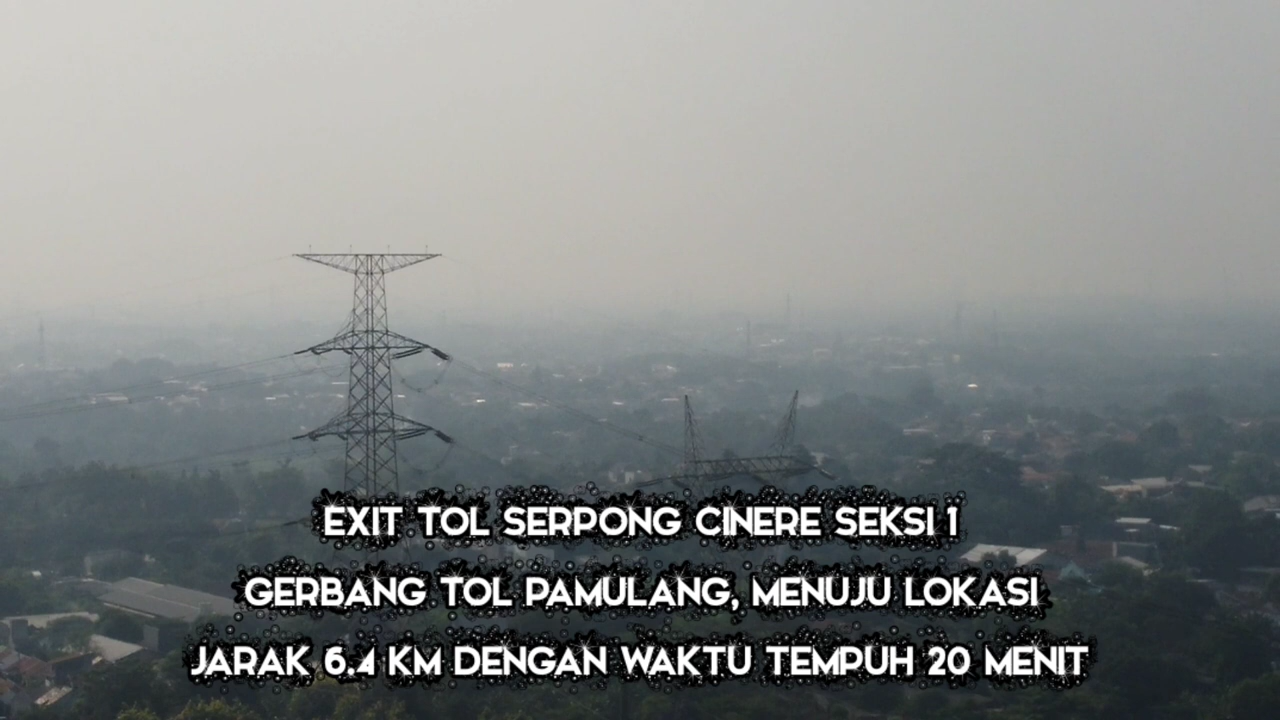 EXIT TOL SERPONG CINERE SEKSI 1
GERBANG TOL PAMULANG, MENUJU LOKASI
JARAK 6.4 KM DENGAN WAKTU TEMPUH 20 MENIT